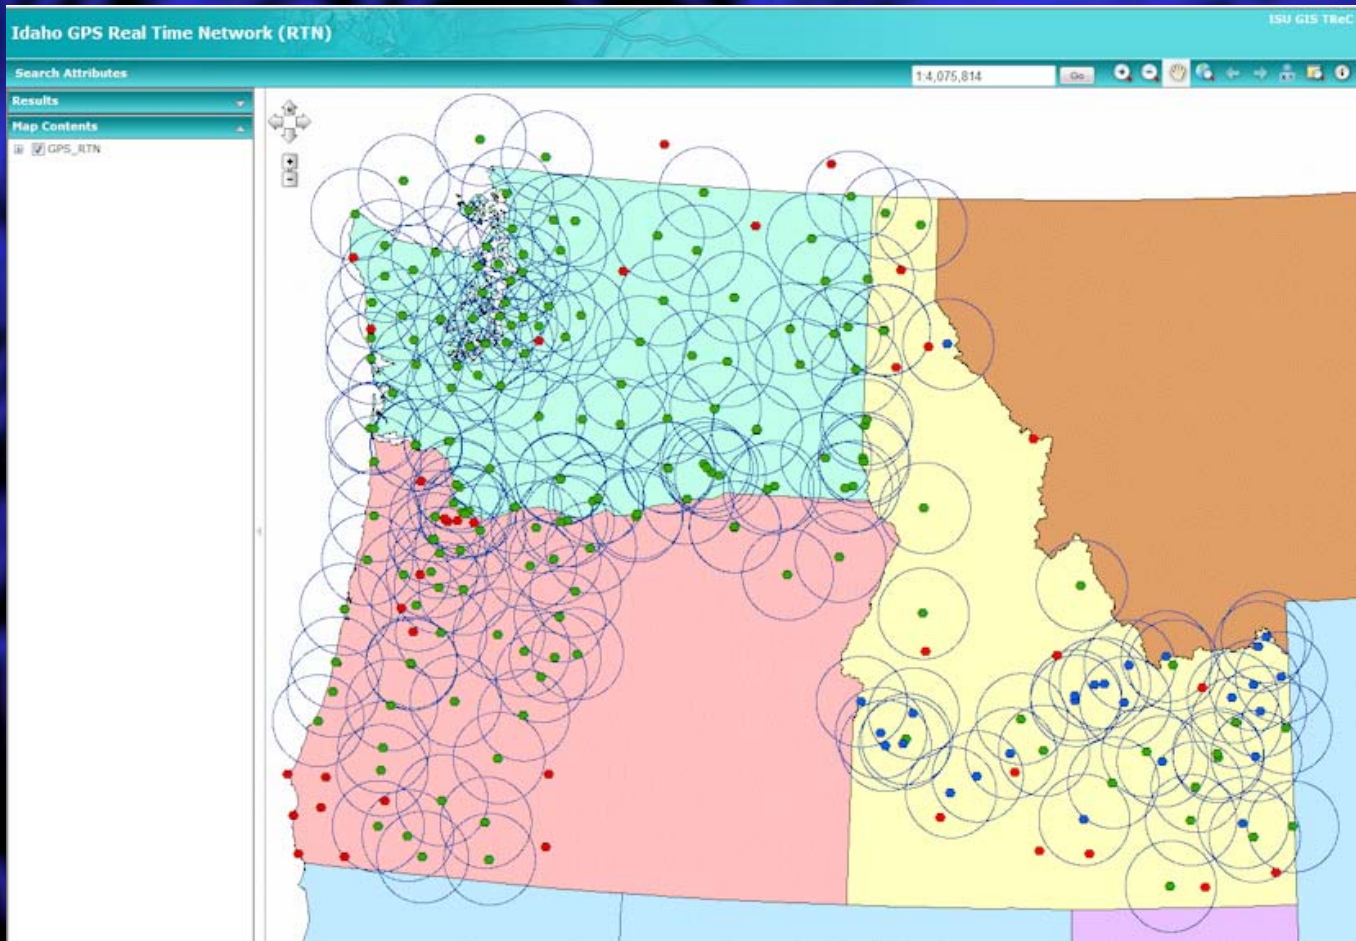 Idaho GPS Real Time Network (RTN)
ISU GIS TReC
Search Attributes
1:4,075,814
Go
Results
Map Contents
GPS_RTN